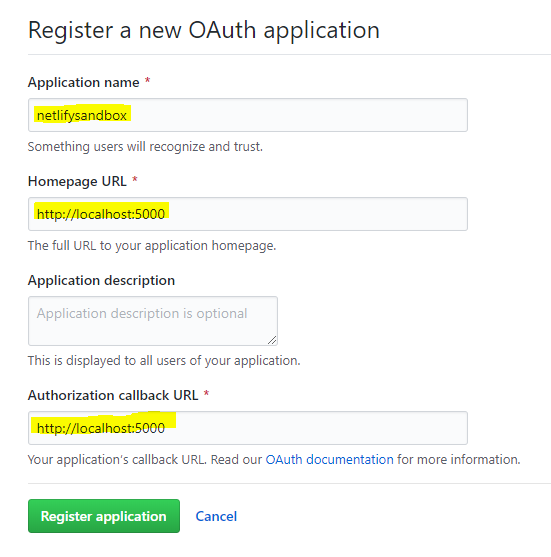 Register a new OAuth application
Application name *
netlifysandbox
Something users will recognize and trust.
Homepage URL *
http://localhost:5000
The full URL to your application homepage.
Application description
Application description is optional
This is displayed to all users of your application.
Authorization callback URL *
http://localhost:5000
Your application's callback URL. Read our OAuth documentation for more information.
Register application Cancel